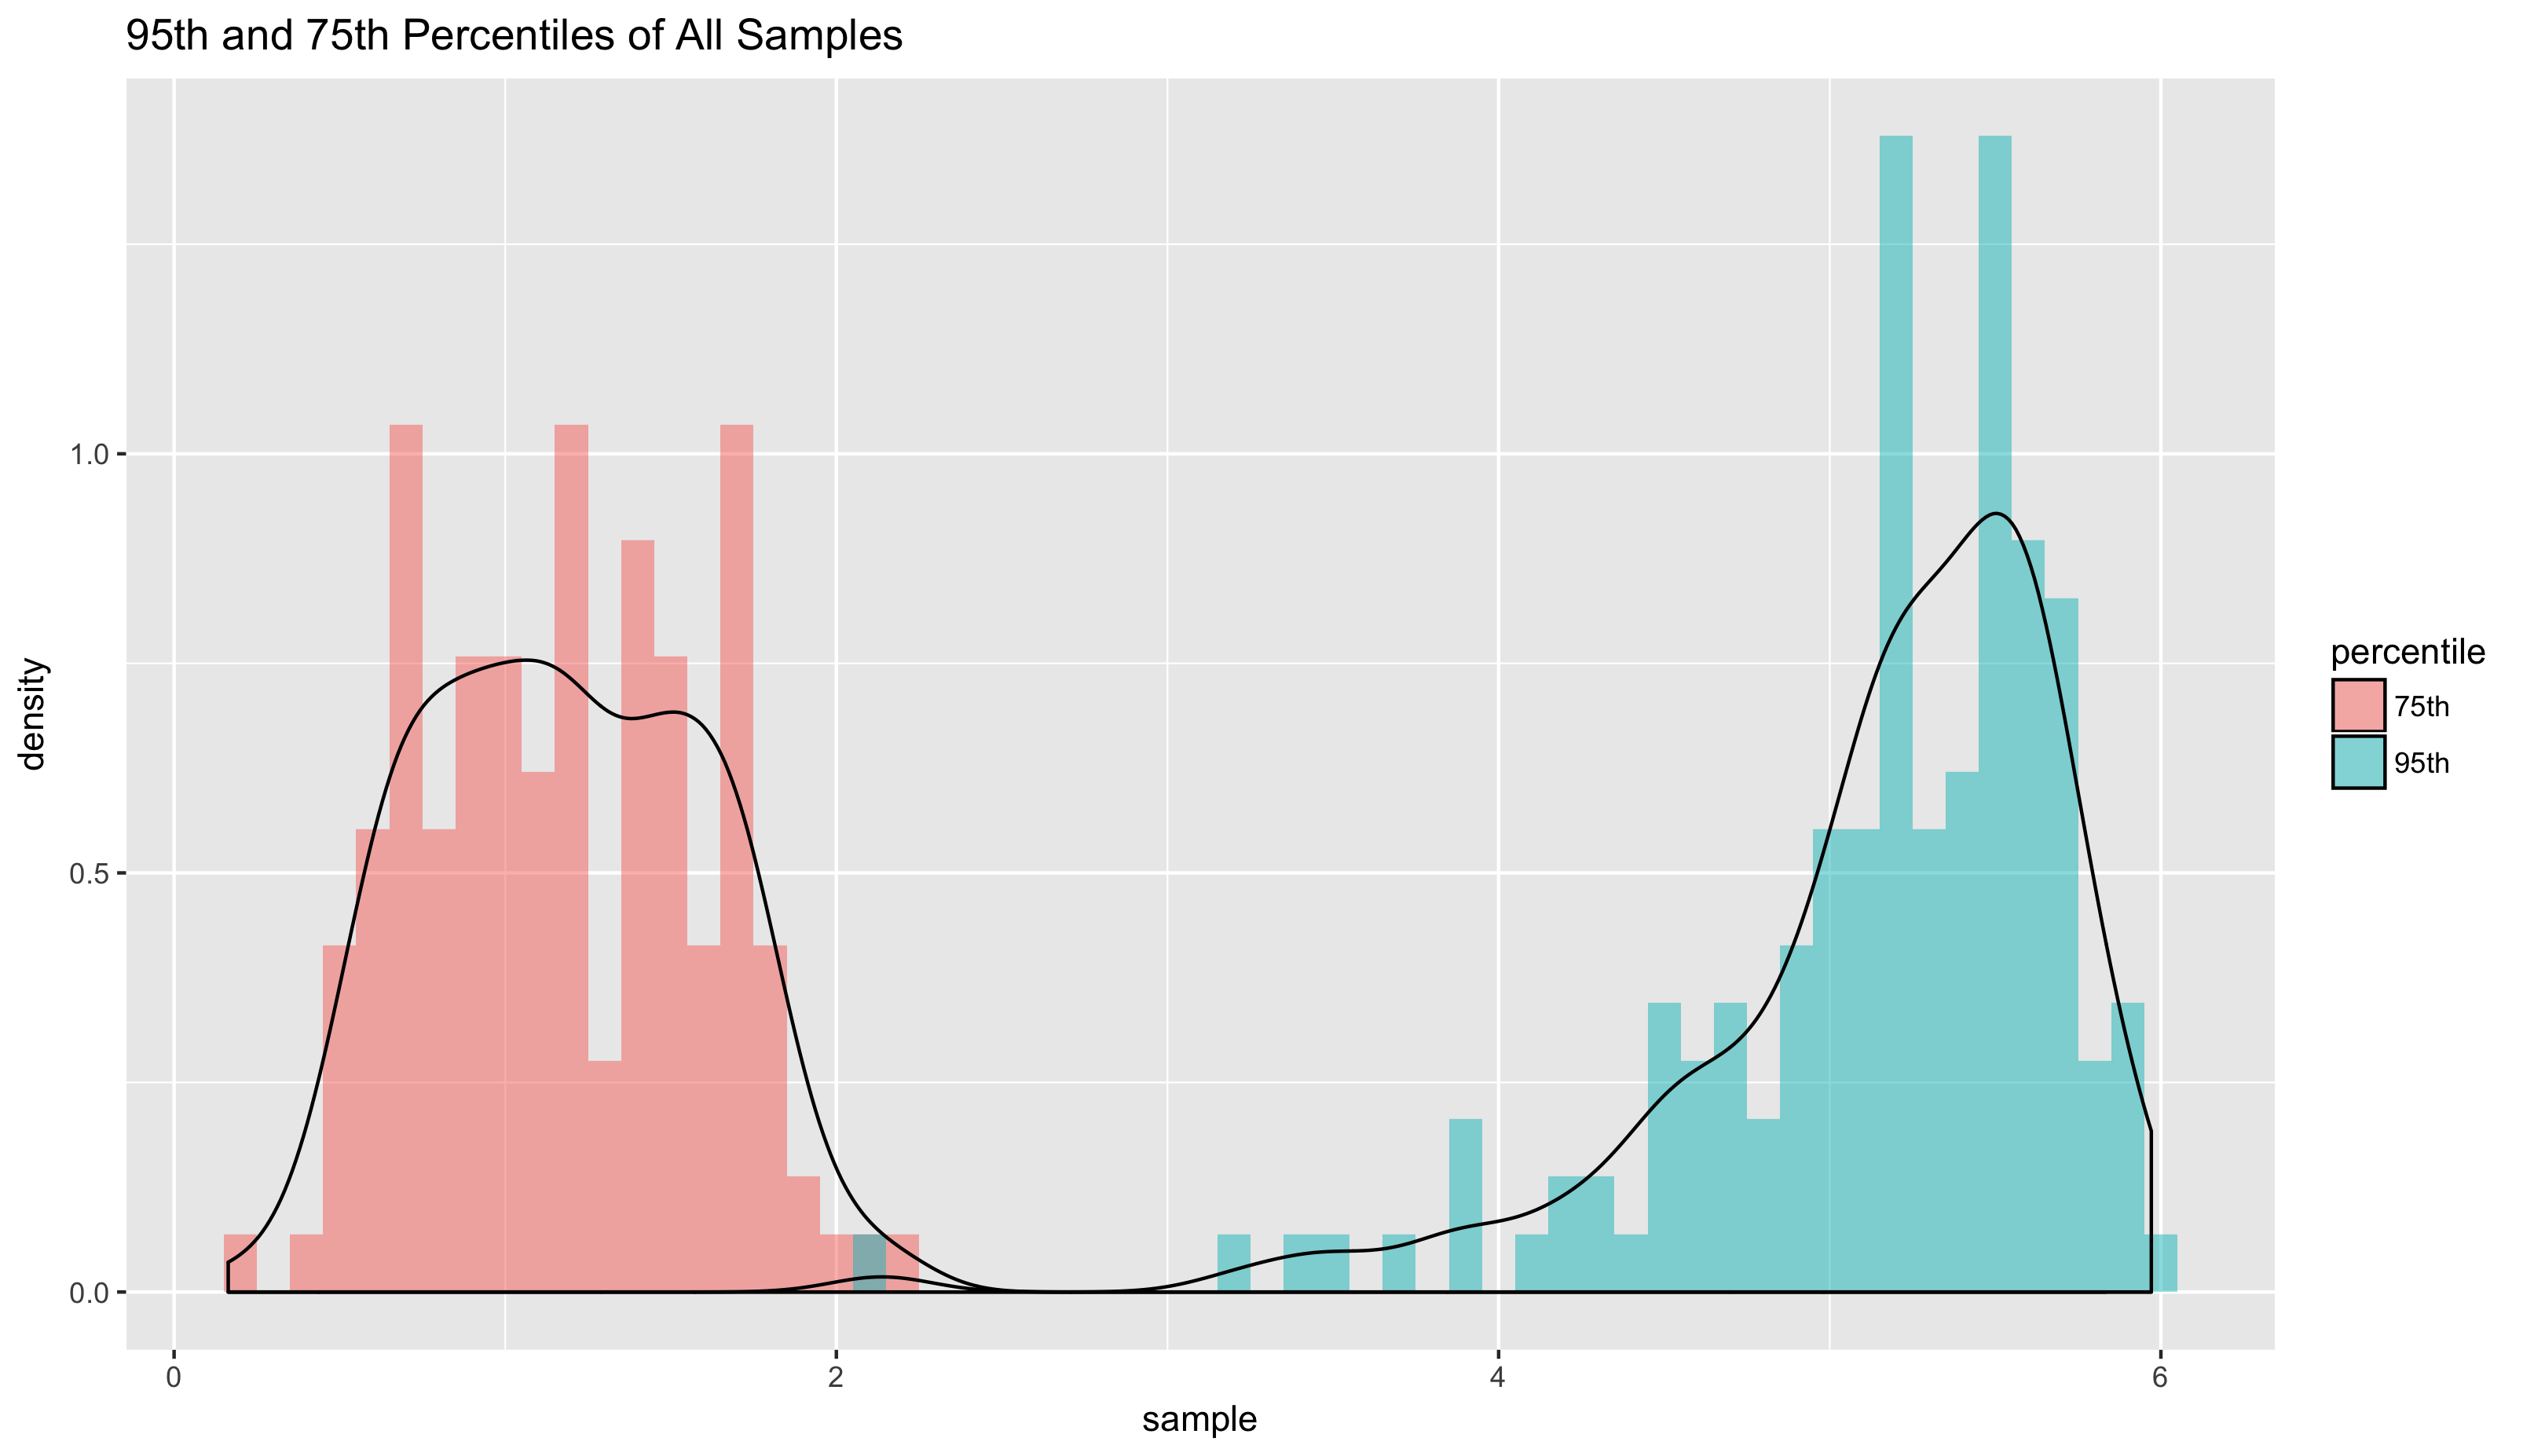 95th and 75th Percentiles of All Samples
density
1.0
0.5
0.0
0
2
4
6
sample
percentile
75th
95th